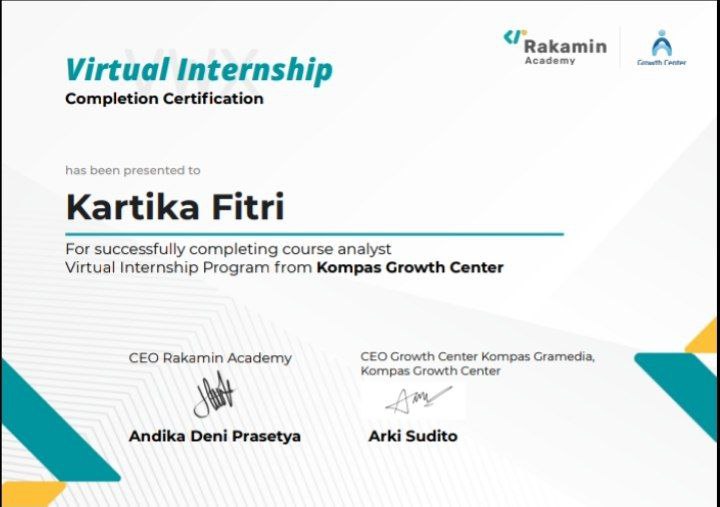 Virtual Internship
Completion Certification
Rakamin
Academy
Growth Center
has been presented to
Kartika Fitri
For successfully completing course analyst
Virtual Internship Program from Kompas Growth Center
CEO Rakamin Academy
Andika Deni Prasetya
CEO Growth Center Kompas Gramedia,
Kompas Growth Center
Arki Sudito